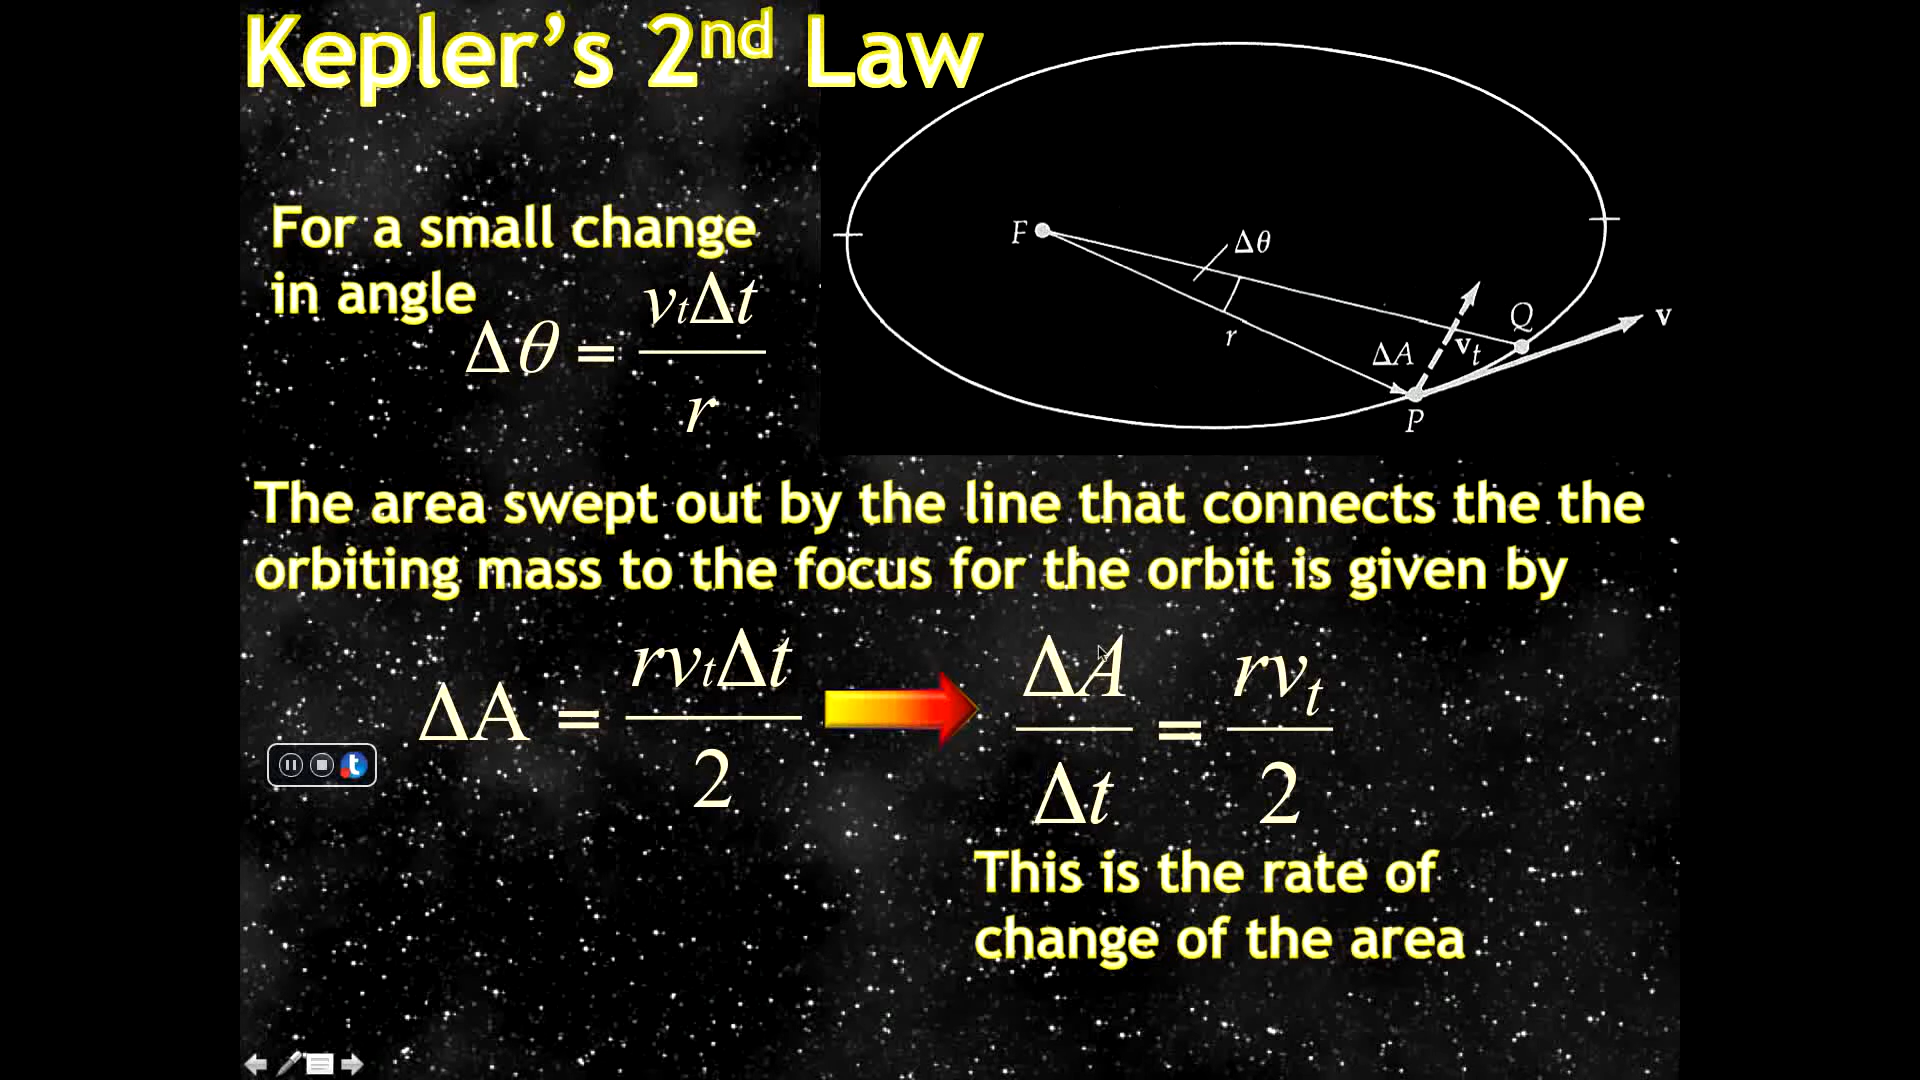 Kepler's 2nd Law
For a small change
in angle
Δθ = vtΔt / r
F
Δθ
r
ΔA
vt
Q
v
P
The area swept out by the line that connects the the
orbiting mass to the focus for the orbit is given by
ΔA = rvtΔt / 2
ΔA / Δt = rvt / 2
This is the rate of
change of the area
t